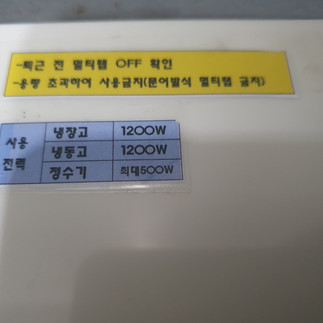 -퇴근 전 멀티탭 OFF 확인
-용량 초과하여 사용금지(문어발식 멀티탭 금지)
사용 전력
냉장고 1200W
냉동고 1200W
정수기 최대500W